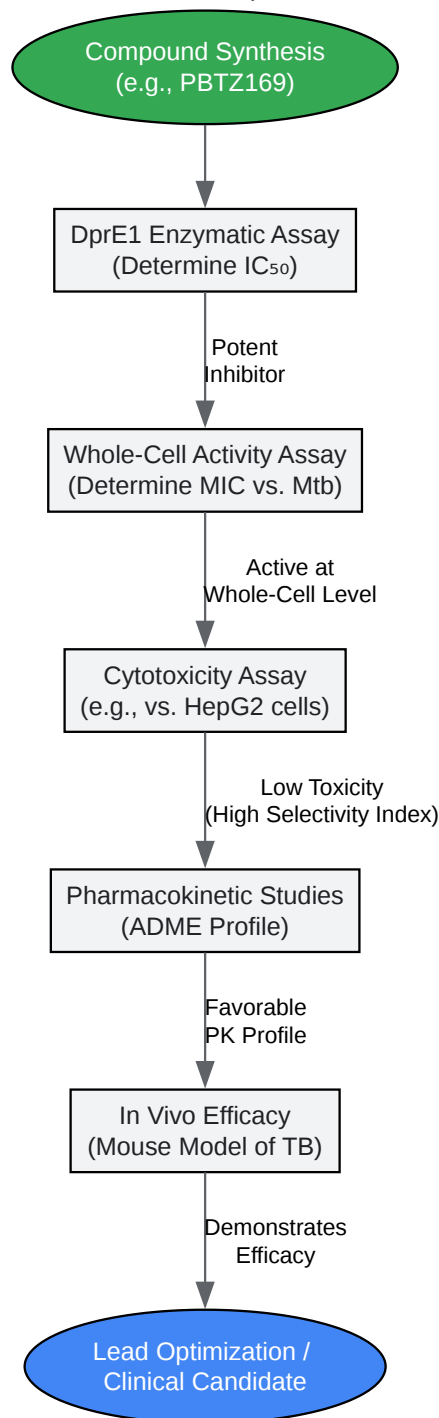 Compound Synthesis
(e.g., PBTZ169)
DprE1 Enzymatic Assay
(Determine IC₅₀)
Potent
Inhibitor
Whole-Cell Activity Assay
(Determine MIC vs. Mtb)
Active at
Whole-Cell Level
Cytotoxicity Assay
(e.g., vs. HepG2 cells)
Low Toxicity
(High Selectivity Index)
Pharmacokinetic Studies
(ADME Profile)
Favorable
PK Profile
In Vivo Efficacy
(Mouse Model of TB)
Demonstrates
Efficacy
Lead Optimization /
Clinical Candidate